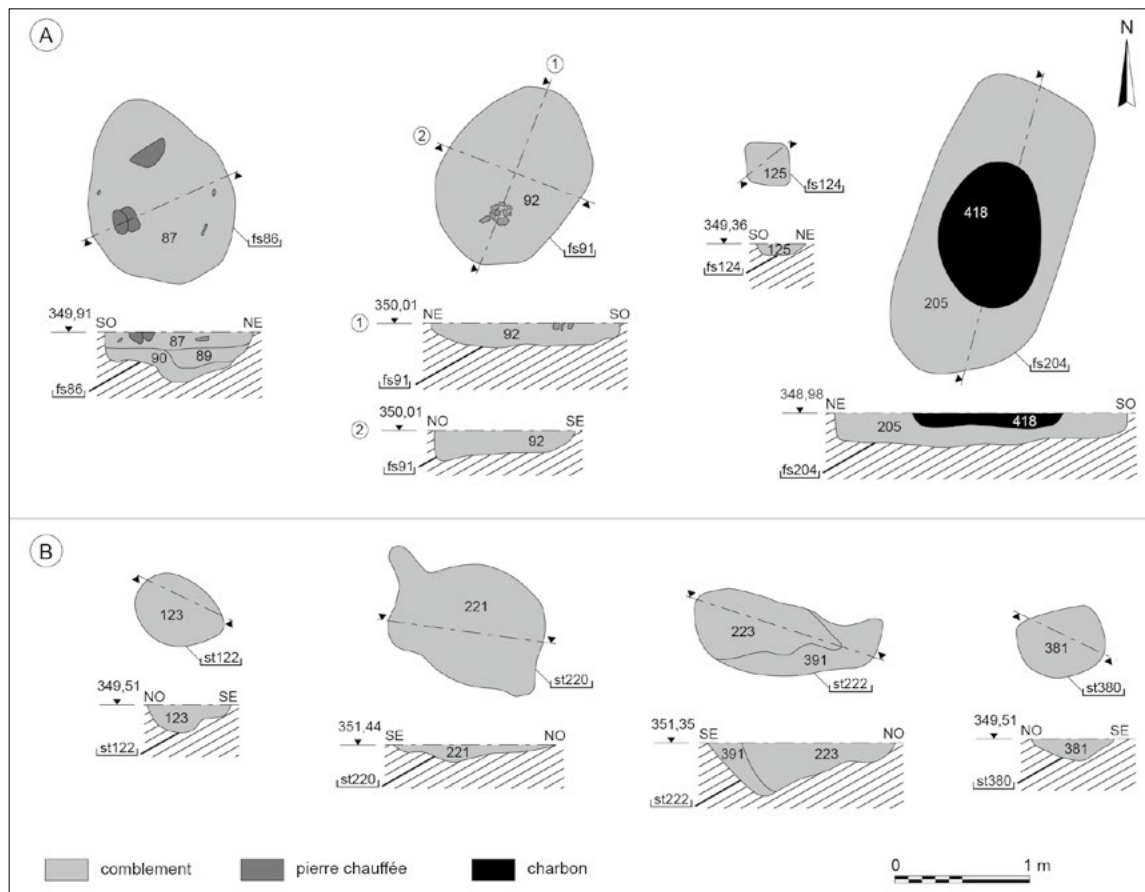 A
N
1
2
87
fs86
92
fs91
125
fs124
418
205
fs204
349,91
SO NE
87
90 89
fs86
1
350,01
NE SO
92
fs91
2
350,01
NO SE
92
fs91
349,36
SO NE
125
fs124
348,98
NE SO
205 418
fs204
B
123
st122
221
st220
223
391
st222
381
st380
349,51
NO SE
123
st122
351,44
SE NO
221
st220
351,35
SE NO
391 223
st222
349,51
NO SE
381
st380
comblement pierre chauffée charbon
0 1 m